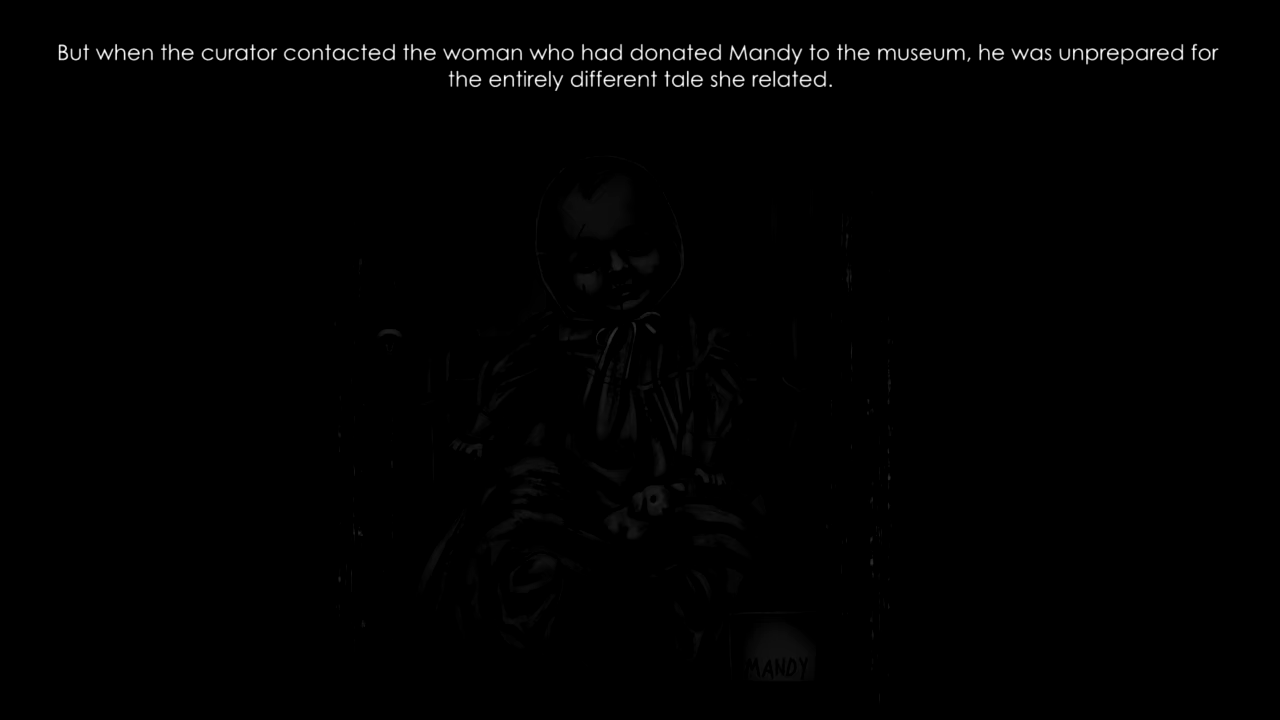 But when the curator contacted the woman who had donated Mandy to the museum, he was unprepared for
the entirely different tale she related.
MANDY